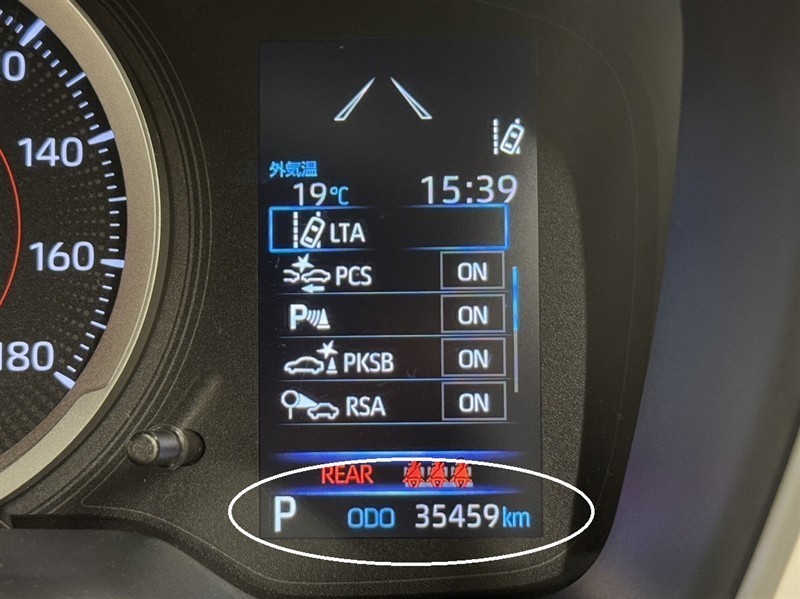 140
160
180
外気温
19℃ 15:39
LTA
PCS ON
P ON
PKSB ON
RSA ON
REAR
P ODO 35459km